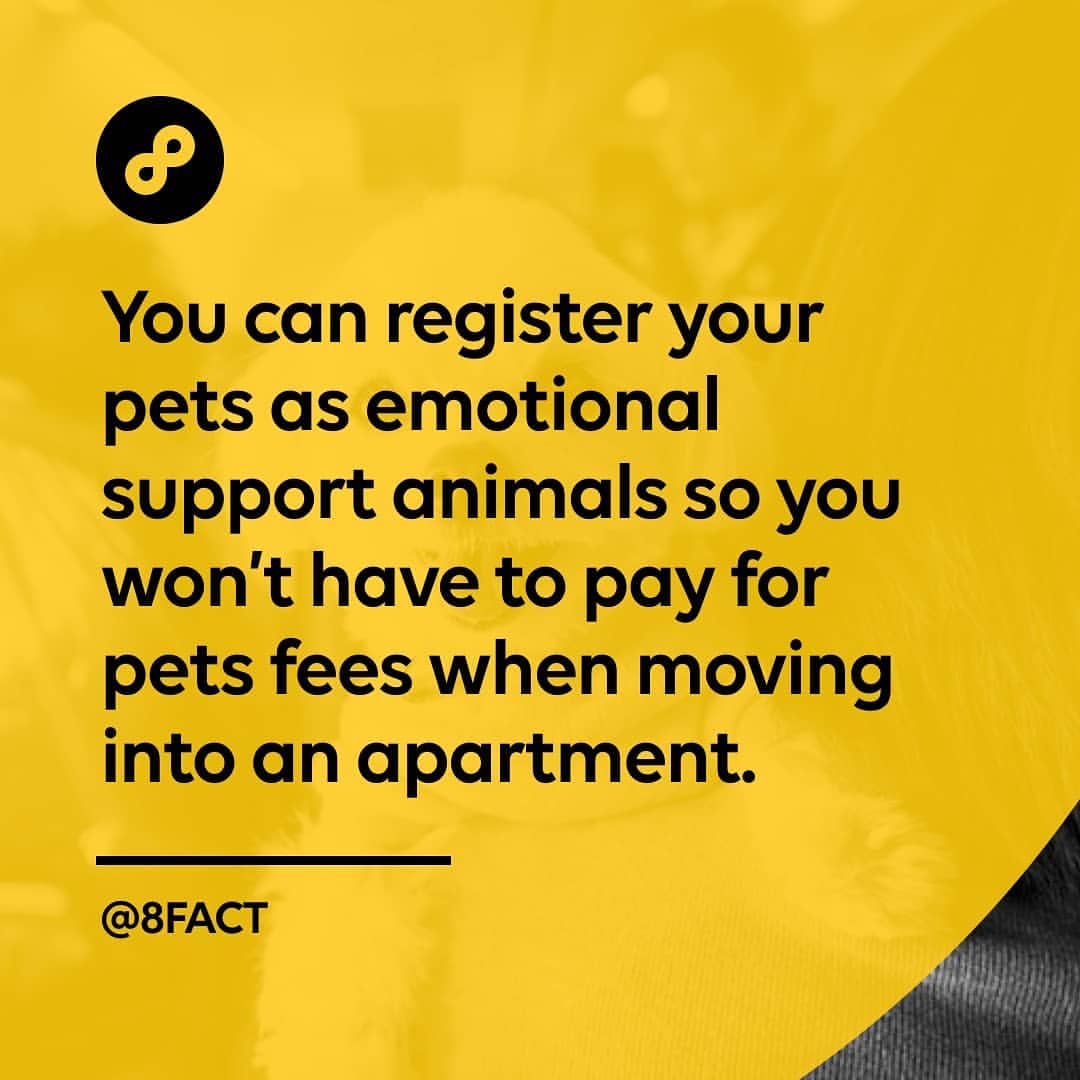 You can register your
pets as emotional
support animals so you
won't have to pay for
pets fees when moving
into an apartment.
@8FACT